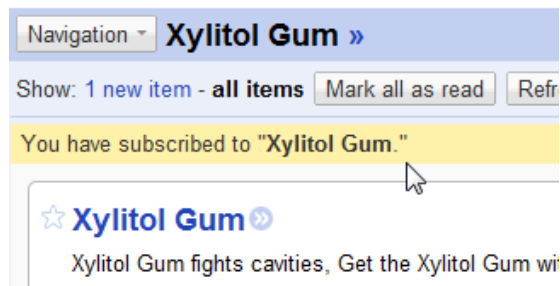 Navigation Xylitol Gum »
Show: 1 new item - all items Mark all as read
You have subscribed to "Xylitol Gum."
Xylitol Gum »
Xylitol Gum fights cavities, Get the Xylitol Gum